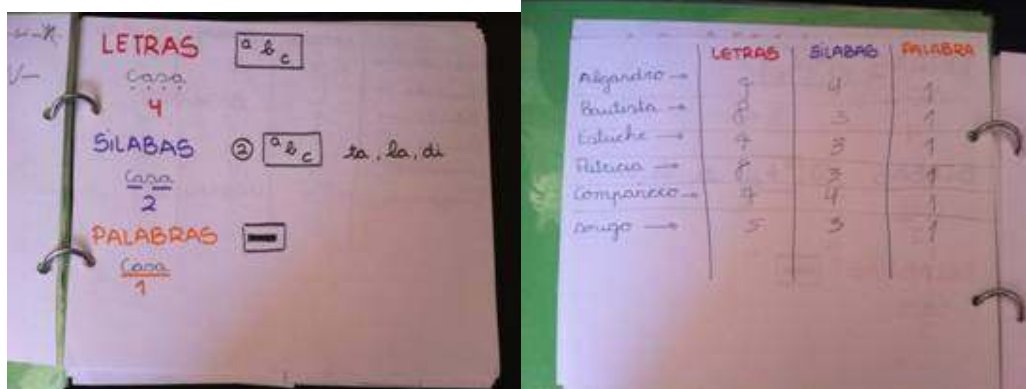 LETRAS a b c
Casa
4
SILABAS ② a b c ta, la, di
Casa
2
PALABRAS
Casa
1
LETRAS SILABAS PALABRA
Alejandro → 9 4 1
Bautista → 8 3 1
Estuche → 7 3 1
Patricia → 8 3 1
Compañero → 9 4 1
Amigo → 5 3 1